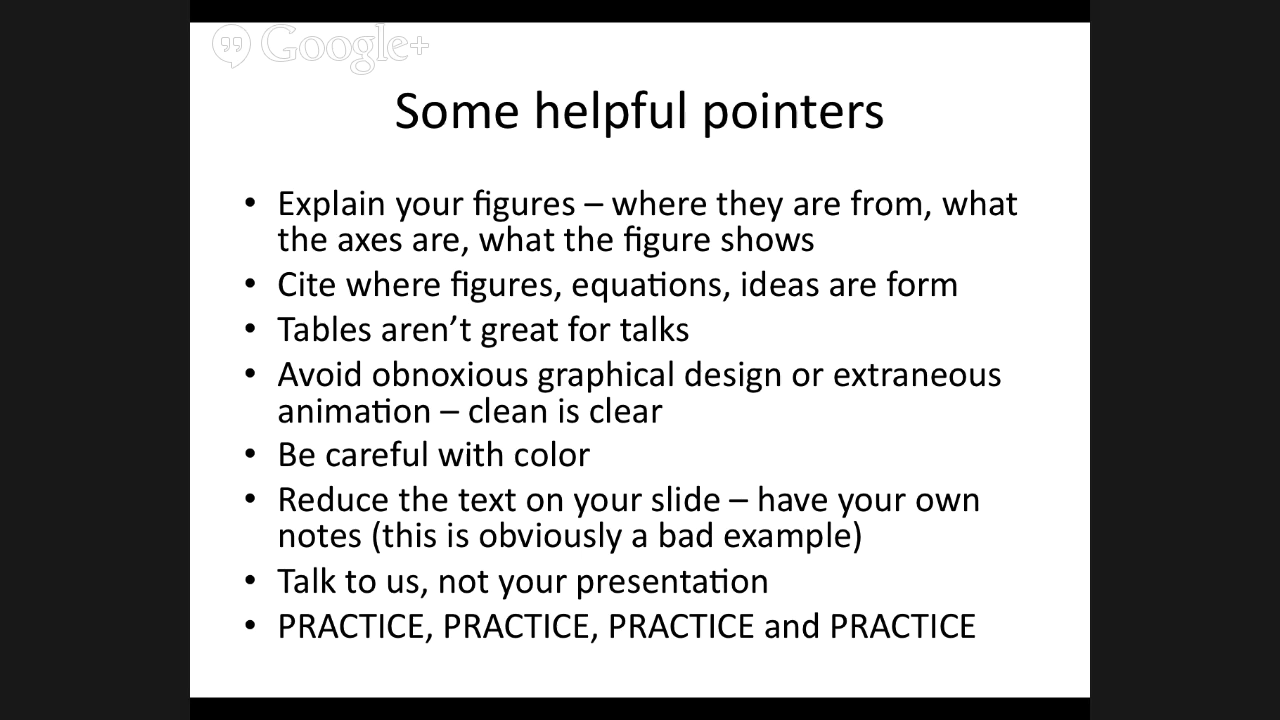 Google+
Some helpful pointers
• Explain your figures – where they are from, what
the axes are, what the figure shows
• Cite where figures, equations, ideas are form
• Tables aren’t great for talks
• Avoid obnoxious graphical design or extraneous
animation – clean is clear
• Be careful with color
• Reduce the text on your slide – have your own
notes (this is obviously a bad example)
• Talk to us, not your presentation
• PRACTICE, PRACTICE, PRACTICE and PRACTICE